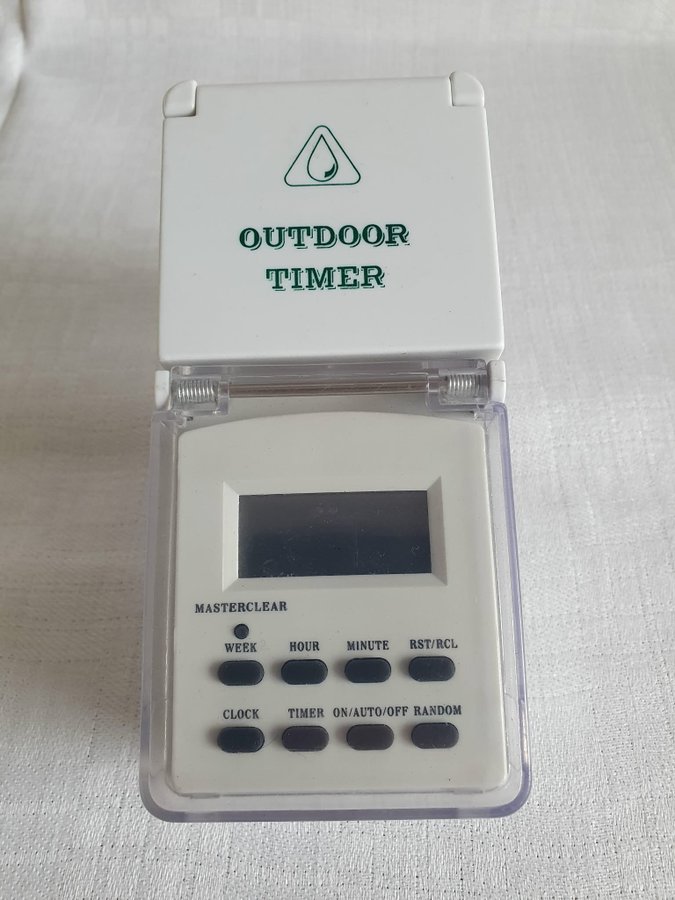 OUTDOOR
TIMER
MASTERCLEAR
WEEK HOUR MINUTE RST/RCL
CLOCK TIMER ON/AUTO/OFF RANDOM